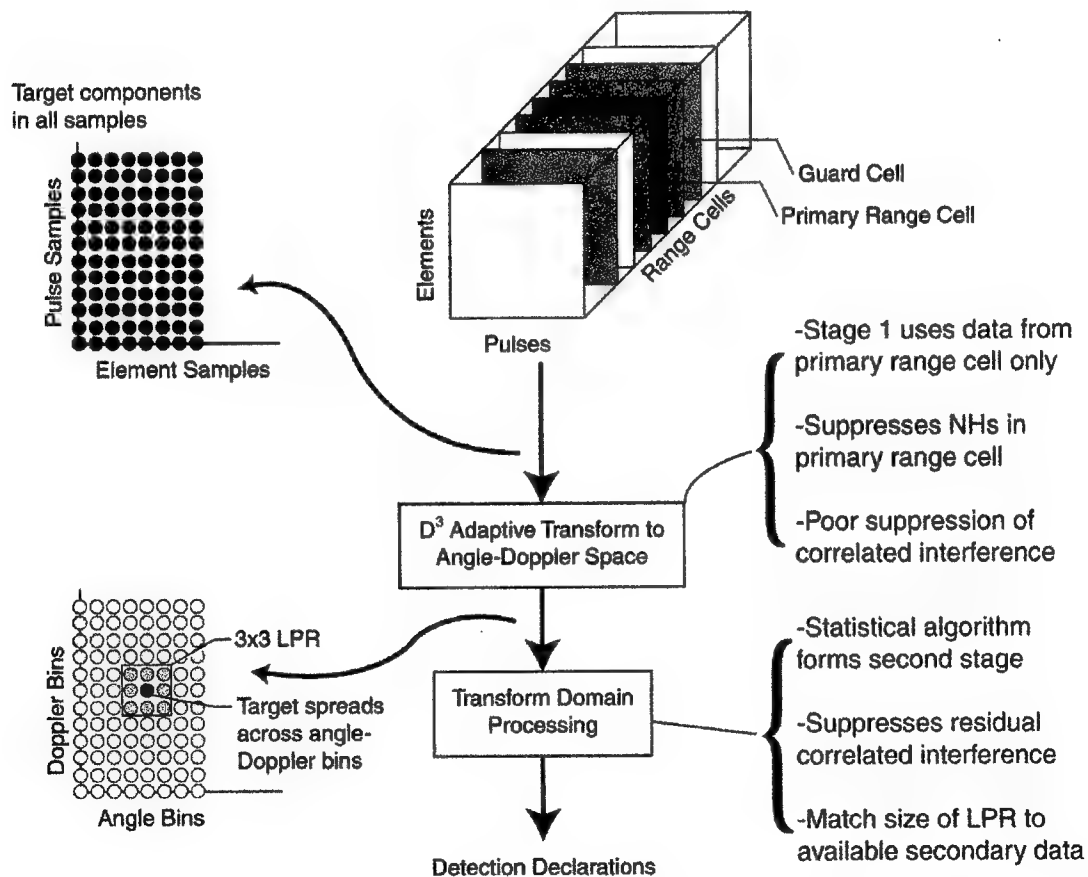 Target components
in all samples
Pulse Samples
Element Samples
Elements
Pulses
Range Cells
Guard Cell
Primary Range Cell
-Stage 1 uses data from
primary range cell only
-Suppresses NHs in
primary range cell
-Poor suppression of
correlated interference
D³ Adaptive Transform to
Angle-Doppler Space
3x3 LPR
Target spreads
across angle-
Doppler bins
Doppler Bins
Angle Bins
Transform Domain
Processing
-Statistical algorithm
forms second stage
-Suppresses residual
correlated interference
-Match size of LPR to
available secondary data
Detection Declarations